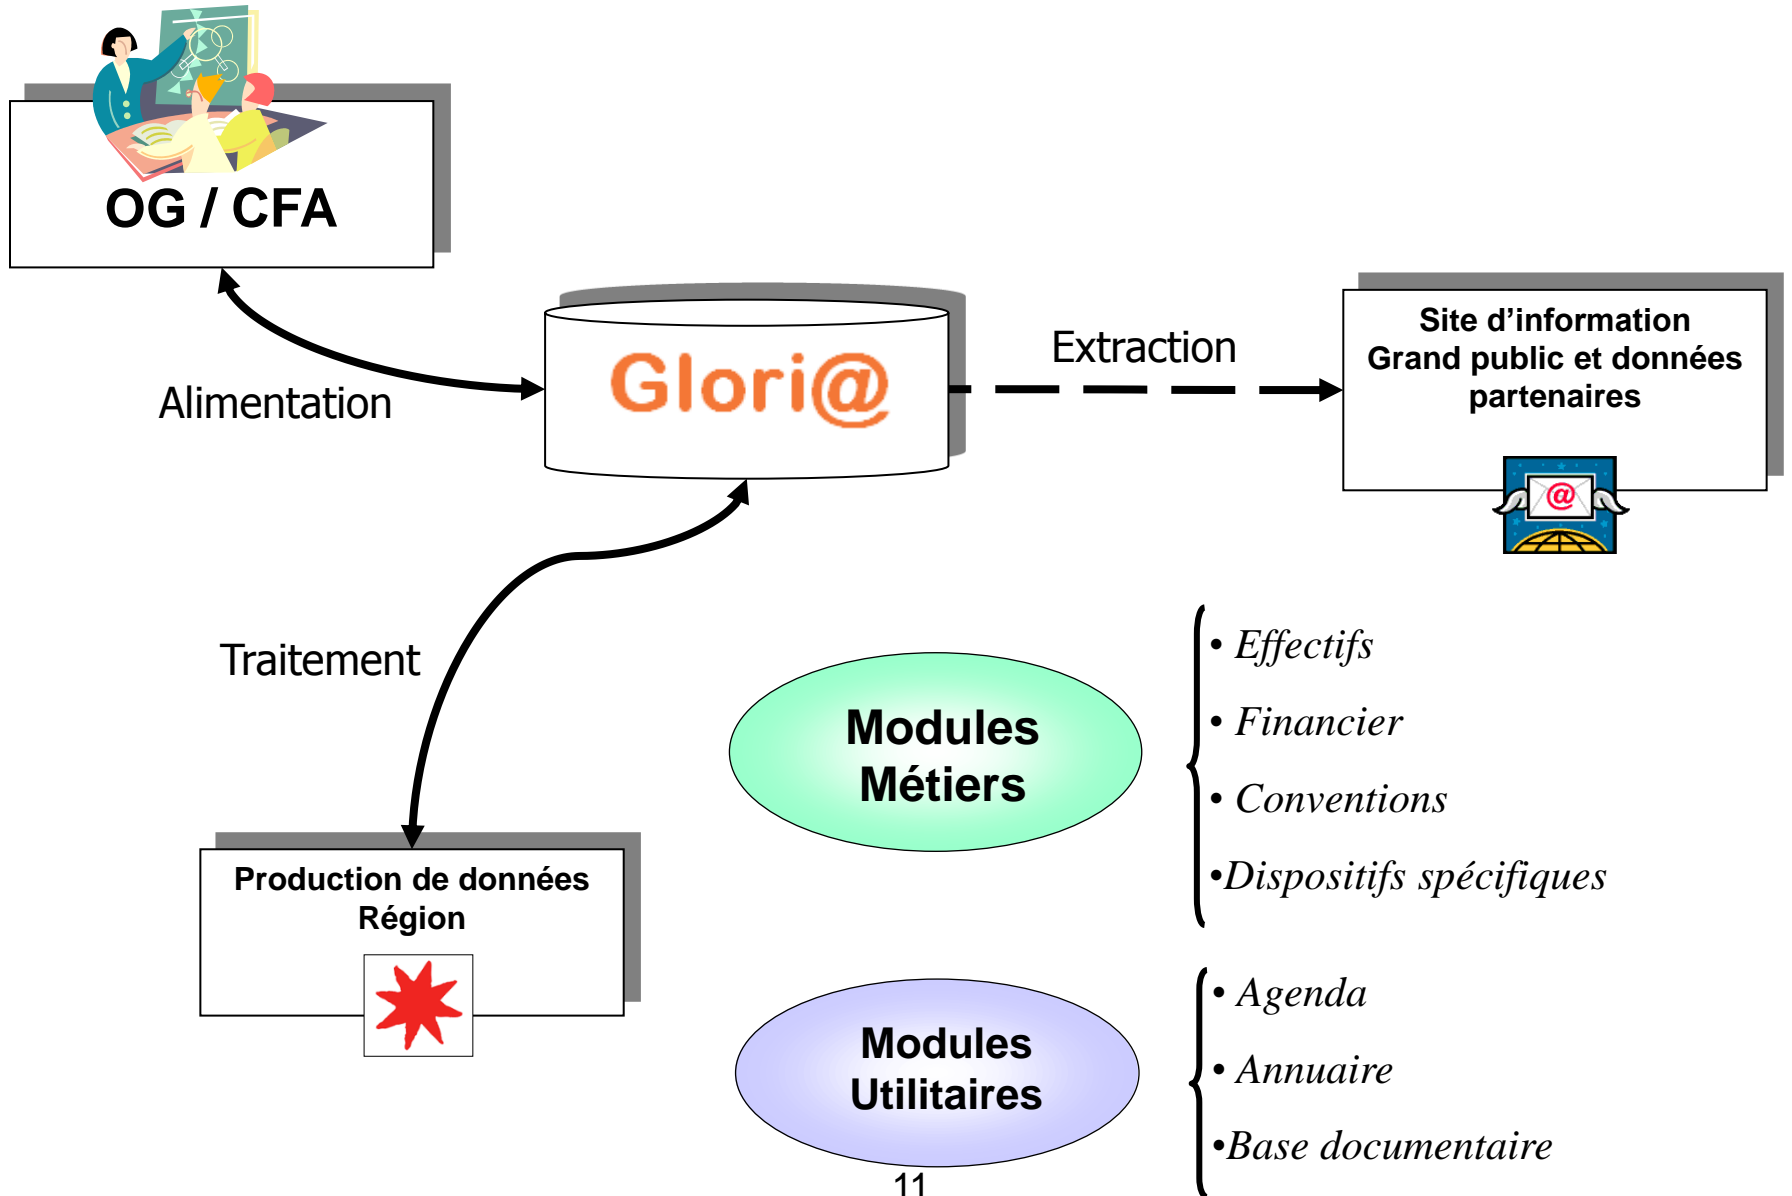 OG / CFA
Alimentation
Glori@
Extraction
Site d’information
Grand public et données
partenaires
@
Traitement
Production de données
Région
Modules
Métiers
• Effectifs
• Financier
• Conventions
•Dispositifs spécifiques
Modules
Utilitaires
• Agenda
• Annuaire
•Base documentaire
11